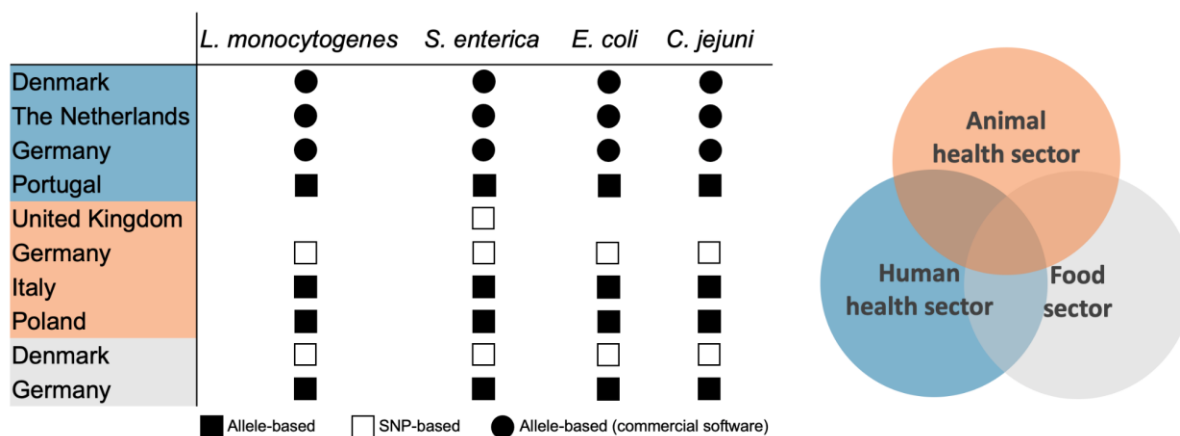 L. monocytogenes S. enterica E. coli C. jejuni
Denmark
The Netherlands
Germany
Portugal
United Kingdom
Germany
Italy
Poland
Denmark
Germany
Allele-based SNP-based Allele-based (commercial software)
Animal
health sector
Human
health sector
Food
sector